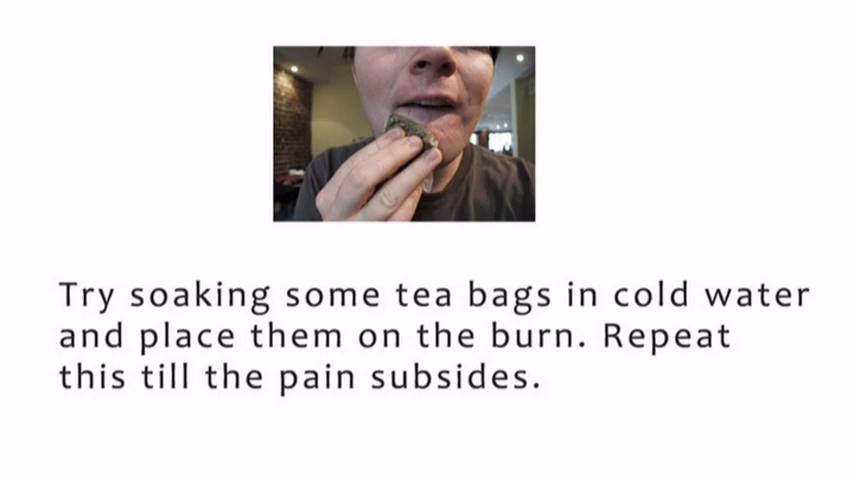 Try soaking some tea bags in cold water
and place them on the burn. Repeat
this till the pain subsides.